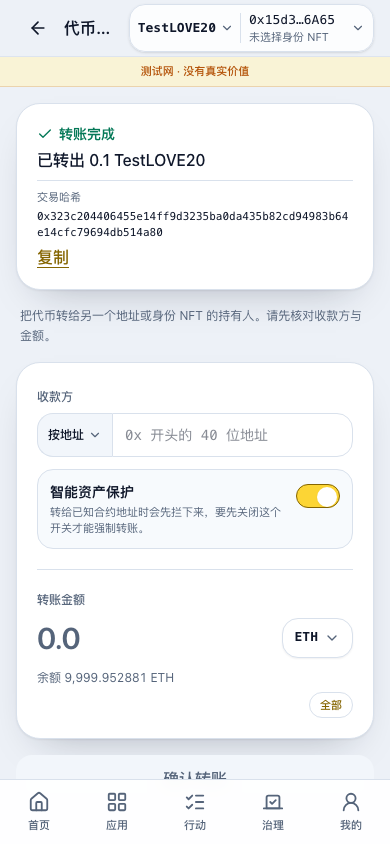 代币...
TestLOVE20
0x15d3…6A65
未选择身份 NFT
测试网 · 没有真实价值
转账完成
已转出 0.1 TestLOVE20
交易哈希
0x323c204406455e14ff9d3235ba0da435b82cd94983b64
e14cfc79694db514a80
复制
把代币转给另一个地址或身份 NFT 的持有人。请先核对收款方与
金额。
收款方
按地址
0x 开头的 40 位地址
智能资产保护
转给已知合约地址时会先拦下来，要先关闭这个
开关才能强制转账。
转账金额
0.0
ETH
余额 9,999.952881 ETH
全部
确认转账
首页
应用
行动
治理
我的